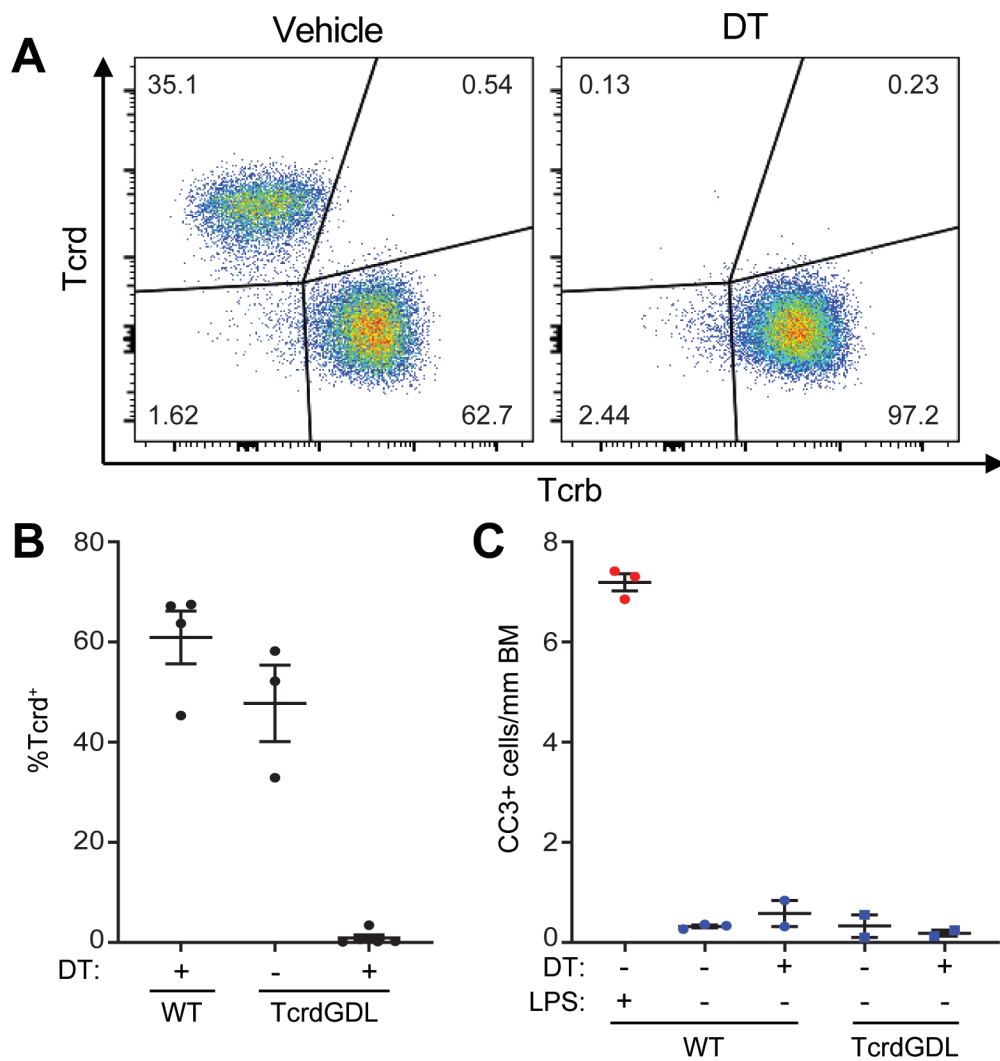 A
Vehicle
DT
35.1
0.54
0.13
0.23
Tcrd
1.62
62.7
2.44
97.2
Tcrb
B
80
60
40
20
0
%Tcrd⁺
DT: + - +
WT TcrdGDL
C
8
6
4
2
0
CC3+ cells/mm BM
DT: - - + - +
LPS: + - - - -
WT TcrdGDL